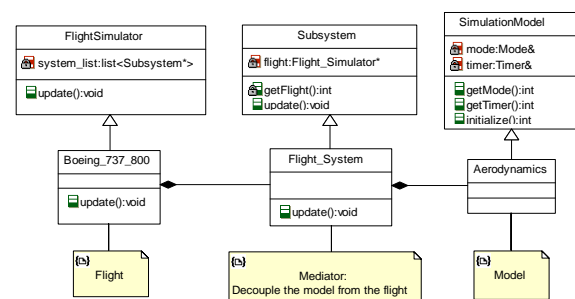 FlightSimulator
system_list:list<Subsystem*>
update():void
Subsystem
flight:Flight_Simulator*
getFlight():int
update():void
SimulationModel
mode:Mode&
timer:Timer&
getMode():int
getTimer():int
initialize():int
Boeing_737_800
update():void
Flight_System
update():void
Aerodynamics
Flight
Mediator:
Decouple the model from the flight
Model